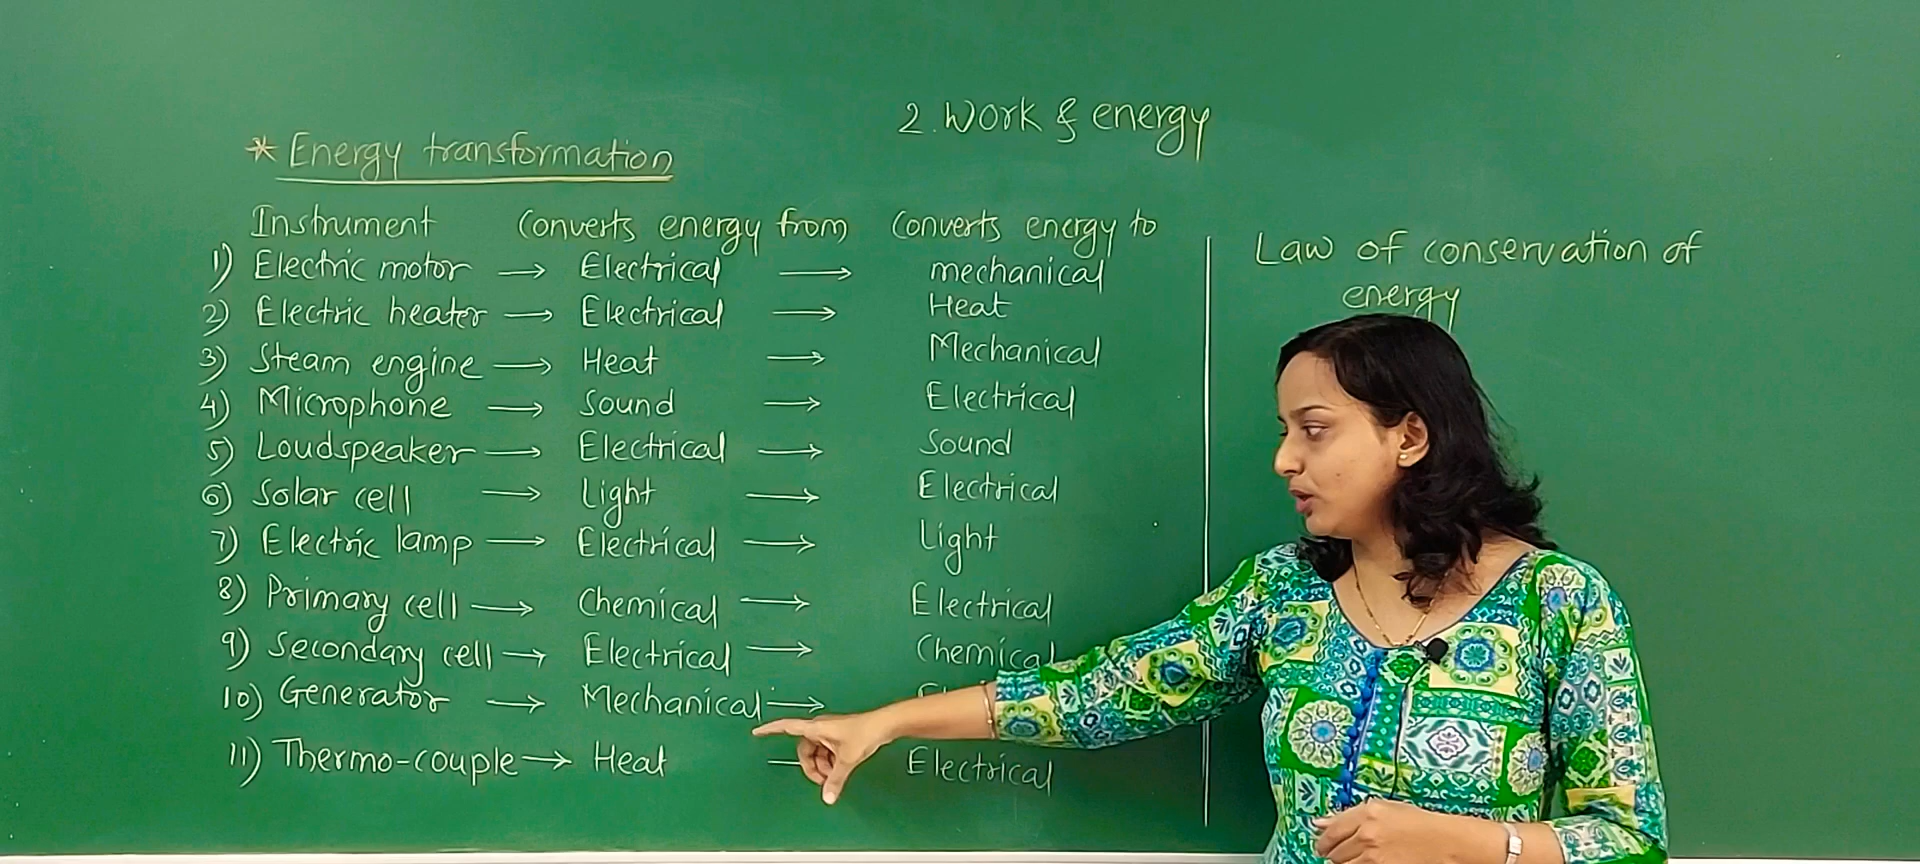 2. Work & energy
* Energy transformation
Instrument Converts energy from Converts energy to
1) Electric motor → Electrical → mechanical
2) Electric heater → Electrical → Heat
3) Steam engine → Heat → Mechanical
4) Microphone → Sound → Electrical
5) Loudspeaker → Electrical → Sound
6) Solar cell → Light → Electrical
7) Electric lamp → Electrical → Light
8) Primary cell → Chemical → Electrical
9) Secondary cell → Electrical → Chemical
10) Generator → Mechanical →
11) Thermo-couple → Heat → Electrical
Law of conservation of
energy